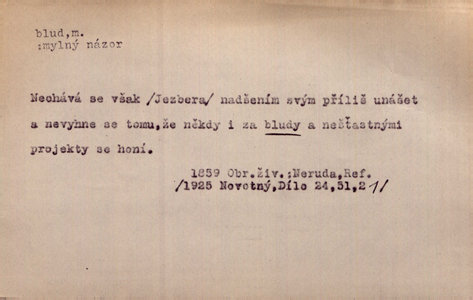 blud,m.
:mylný názor
Nechává se však /Jezbera/ nadšením svým příliš unášet
a nevyhne se tomu,že někdy i za bludy a nešťastnými
projekty se honí.
1859 Obr.živ.:Neruda,Ref.
/1925 Novotný,Dílo 24,51,21/